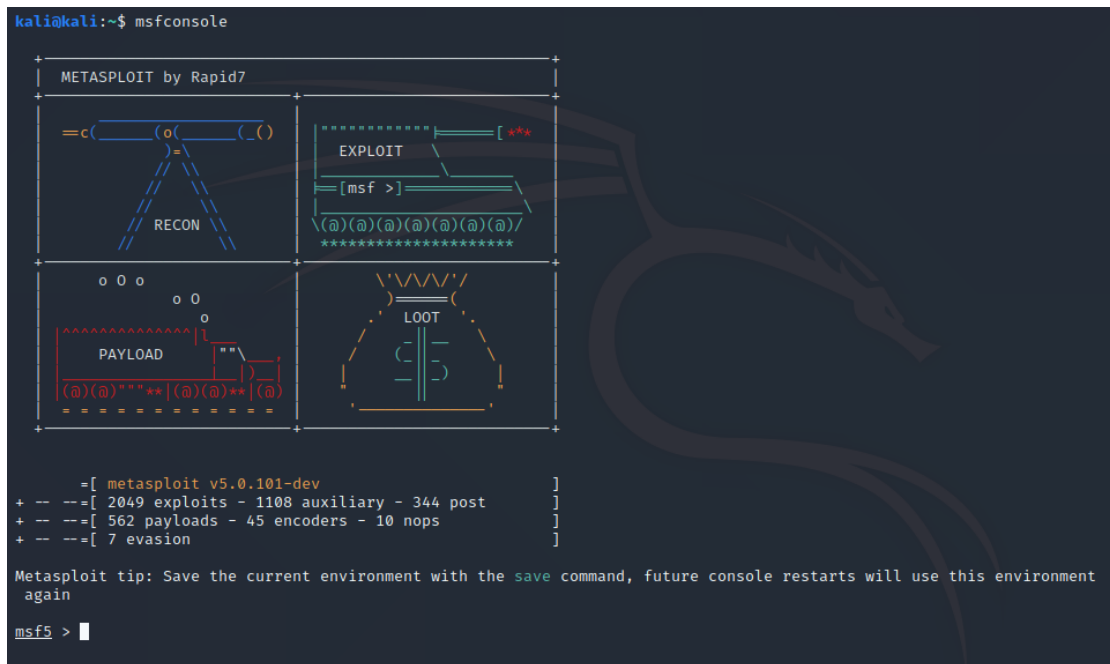 kali@kali:~$ msfconsole
METASPLOIT by Rapid7
EXPLOIT
[msf >]
RECON
o O o
o O
o
LOOT
PAYLOAD
=[ metasploit v5.0.101-dev ]
+ -- --=[ 2049 exploits - 1108 auxiliary - 344 post ]
+ -- --=[ 562 payloads - 45 encoders - 10 nops ]
+ -- --=[ 7 evasion ]
Metasploit tip: Save the current environment with the save command, future console restarts will use this environment
again
msf5 >